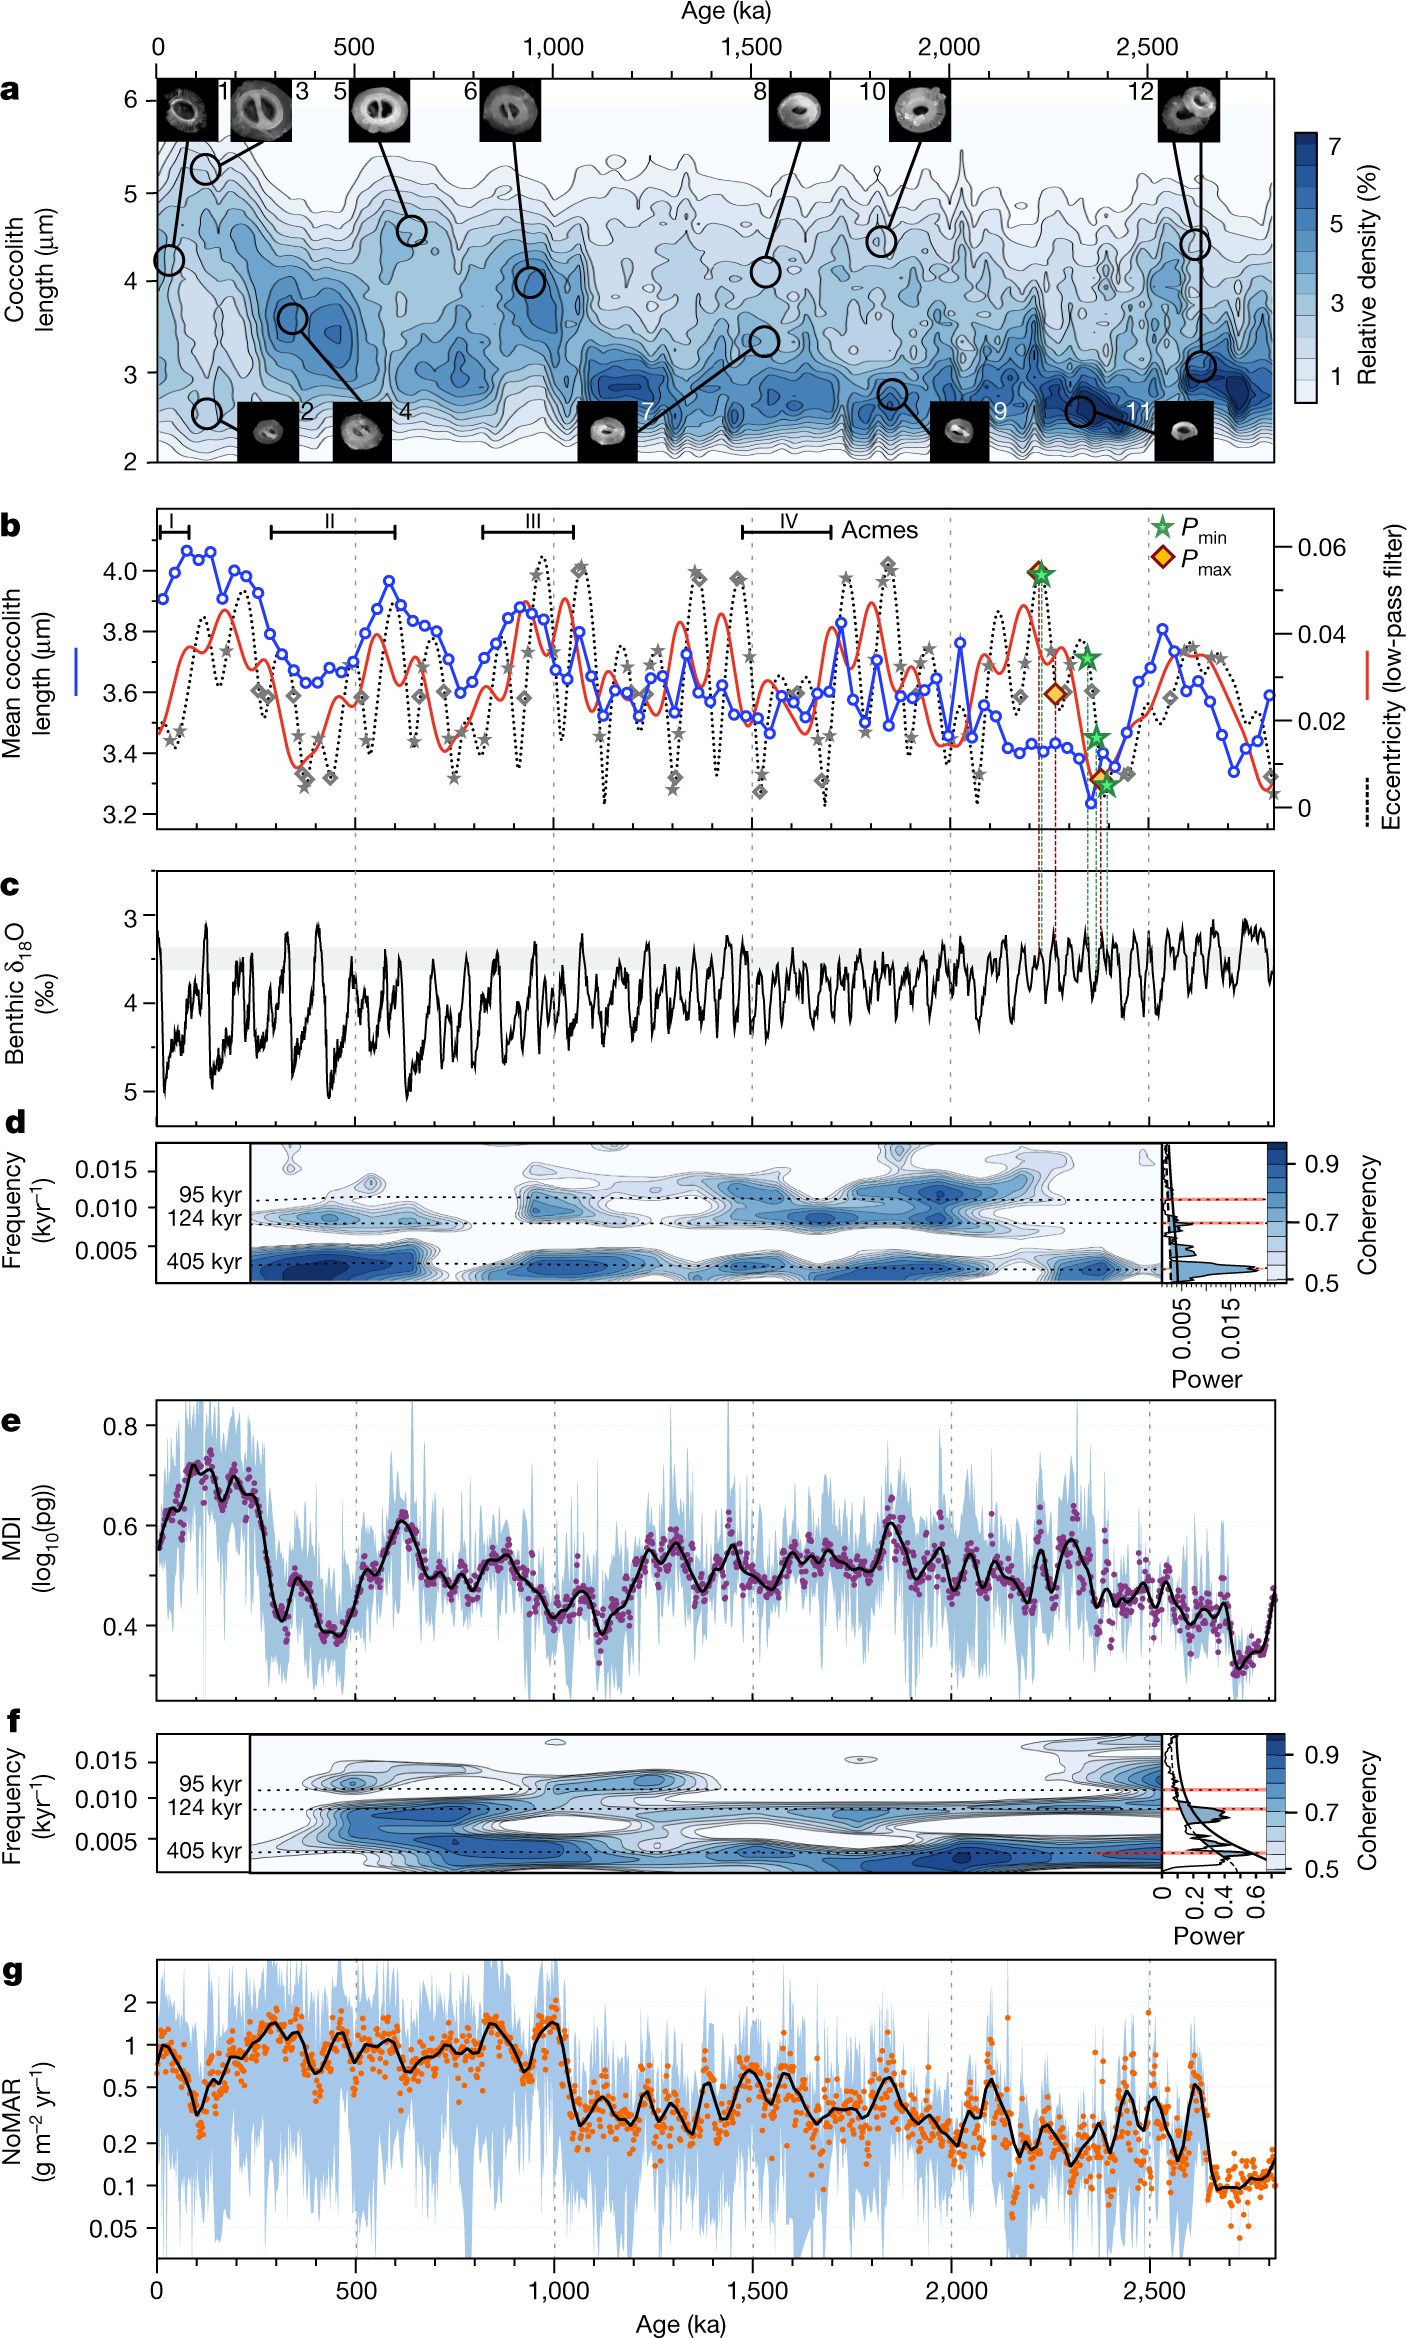 Age (ka)
0 500 1,000 1,500 2,000 2,500
a
6
5
4
3
2
Coccolith
length (μm)
1 3 5 6 8 10 12
2 4 7 9 11
7
5
3
1
Relative density (%)
b
I II III IV Acmes
Pmin
Pmax
4.0
3.8
3.6
3.4
3.2
Mean coccolith
length (μm)
0.06
0.04
0.02
0
Eccentricity (low-pass filter)
c
3
4
5
Benthic δ18O
(‰)
d
0.015
0.010
0.005
Frequency
(kyr−1)
95 kyr
124 kyr
405 kyr
0.9
0.7
0.5
Coherency
0.005 0.015
Power
e
0.8
0.6
0.4
MDI
(log10(pg))
f
0.015
0.010
0.005
Frequency
(kyr−1)
95 kyr
124 kyr
405 kyr
0.9
0.7
0.5
Coherency
0 0.2 0.4 0.6
Power
g
2
1
0.5
0.2
0.1
0.05
NoMAR
(g m−2 yr−1)
0 500 1,000 1,500 2,000 2,500
Age (ka)